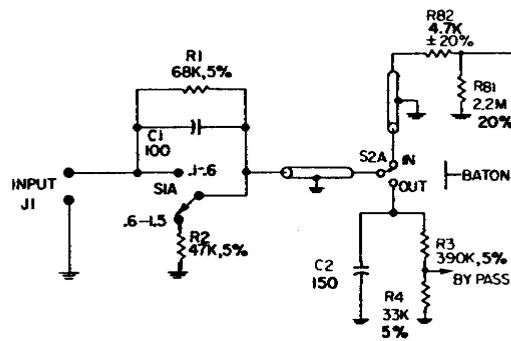 R82
4.7K
±20%
R1
68K,5%
R81
2.2M
20%
C1
100
S2A
IN
INPUT
J1
.1-.6
S1A
OUT
BATON
.6-1.5
R2
47K,5%
R3
390K,5%
C2
150
BY PASS
R4
33K
5%